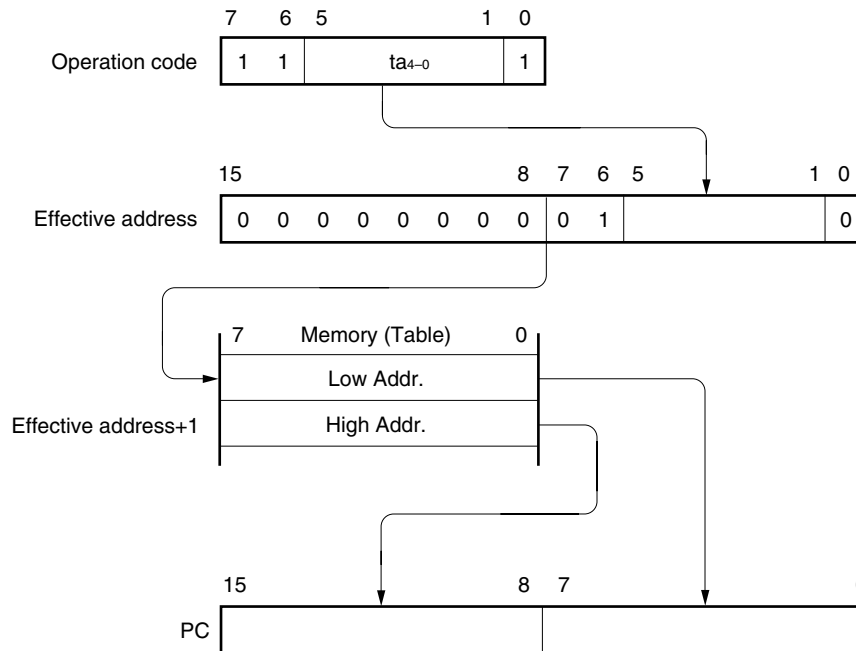 7 6 5 1 0
Operation code 1 1 ta4–0 1
15 8 7 6 5 1 0
Effective address 0 0 0 0 0 0 0 0 0 1 0
7 Memory (Table) 0
Low Addr.
Effective address+1 High Addr.
15 8 7
PC